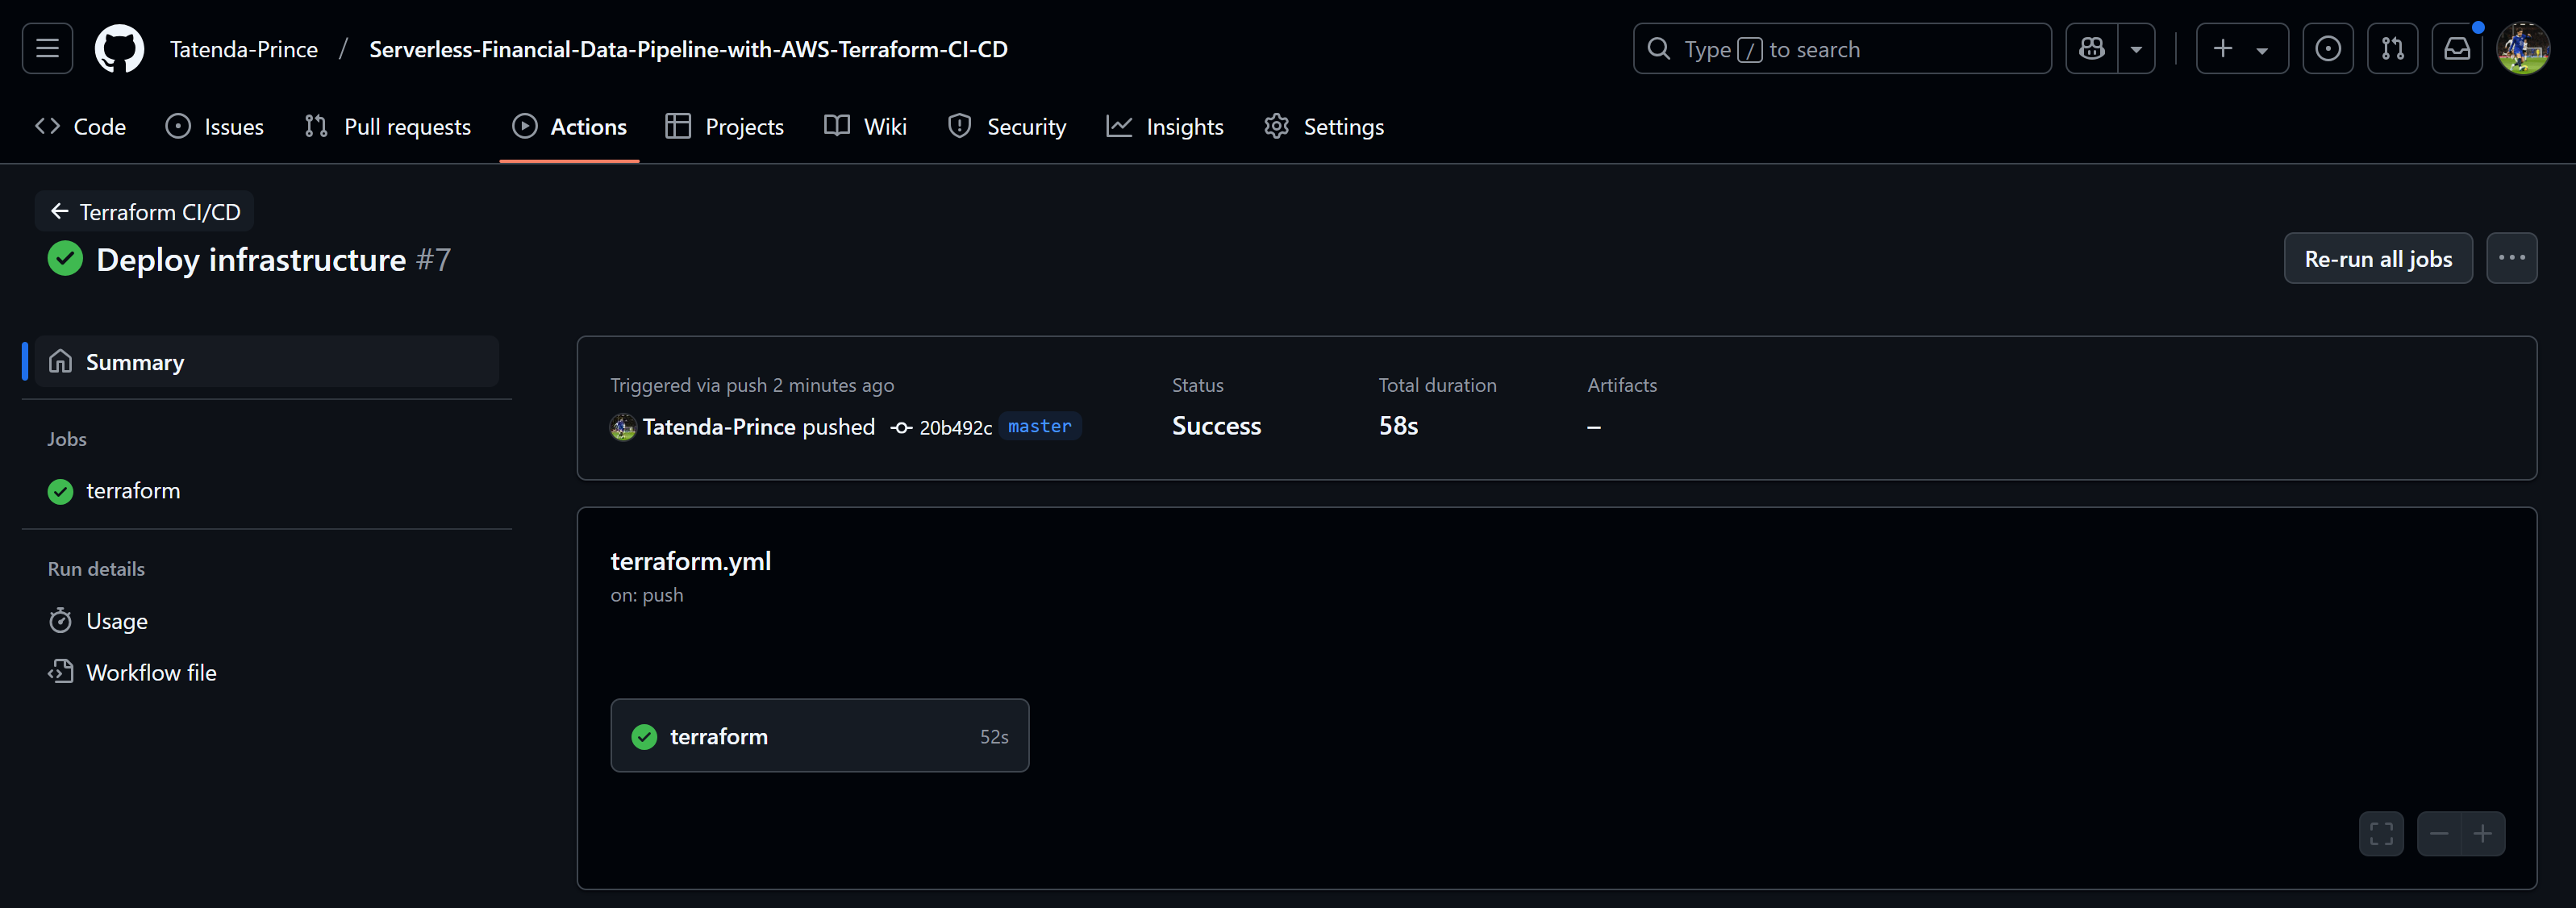 Tatenda-Prince / Serverless-Financial-Data-Pipeline-with-AWS-Terraform-CI-CD
Type / to search
Code Issues Pull requests Actions Projects Wiki Security Insights Settings
← Terraform CI/CD
Deploy infrastructure #7
Re-run all jobs
Summary
Jobs
terraform
Run details
Usage
Workflow file
Triggered via push 2 minutes ago
Tatenda-Prince pushed 20b492c master
Status
Success
Total duration
58s
Artifacts
–
terraform.yml
on: push
terraform 52s